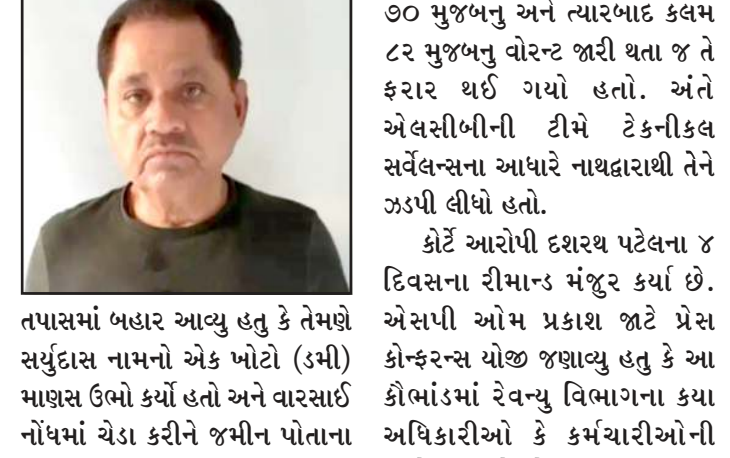 તપાસમાં બહાર આવ્યુ હતુ કે તેમણે
સર્યુદાસ નામનો એક ખોટો (ડમી)
માણસ ઉભો કર્યો હતો અને વારસાઈ
નોંધમાં ચેડા કરીને જમીન પોતાના
૭૦ મુજબનુ અને ત્યારબાદ કલમ
૮૨ મુજબનુ વોરન્ટ જારી થતા જ તે
ફરાર થઈ ગયો હતો. અંતે
એલસીબીની ટીમે ટેકનીકલ
સર્વેલન્સના આધારે નાથદ્વારાથી તેને
ઝડપી લીધો હતો.
કોર્ટે આરોપી દશરથ પટેલના ૪
દિવસના રીમાન્ડ મંજુર કર્યા છે.
એસપી ઓમ પ્રકાશ જાટે પ્રેસ
કોન્ફરન્સ યોજી જણાવ્યુ હતુ કે આ
કૌભાંડમાં રેવન્યુ વિભાગના કયા
અધિકારીઓ કે કર્મચારીઓની